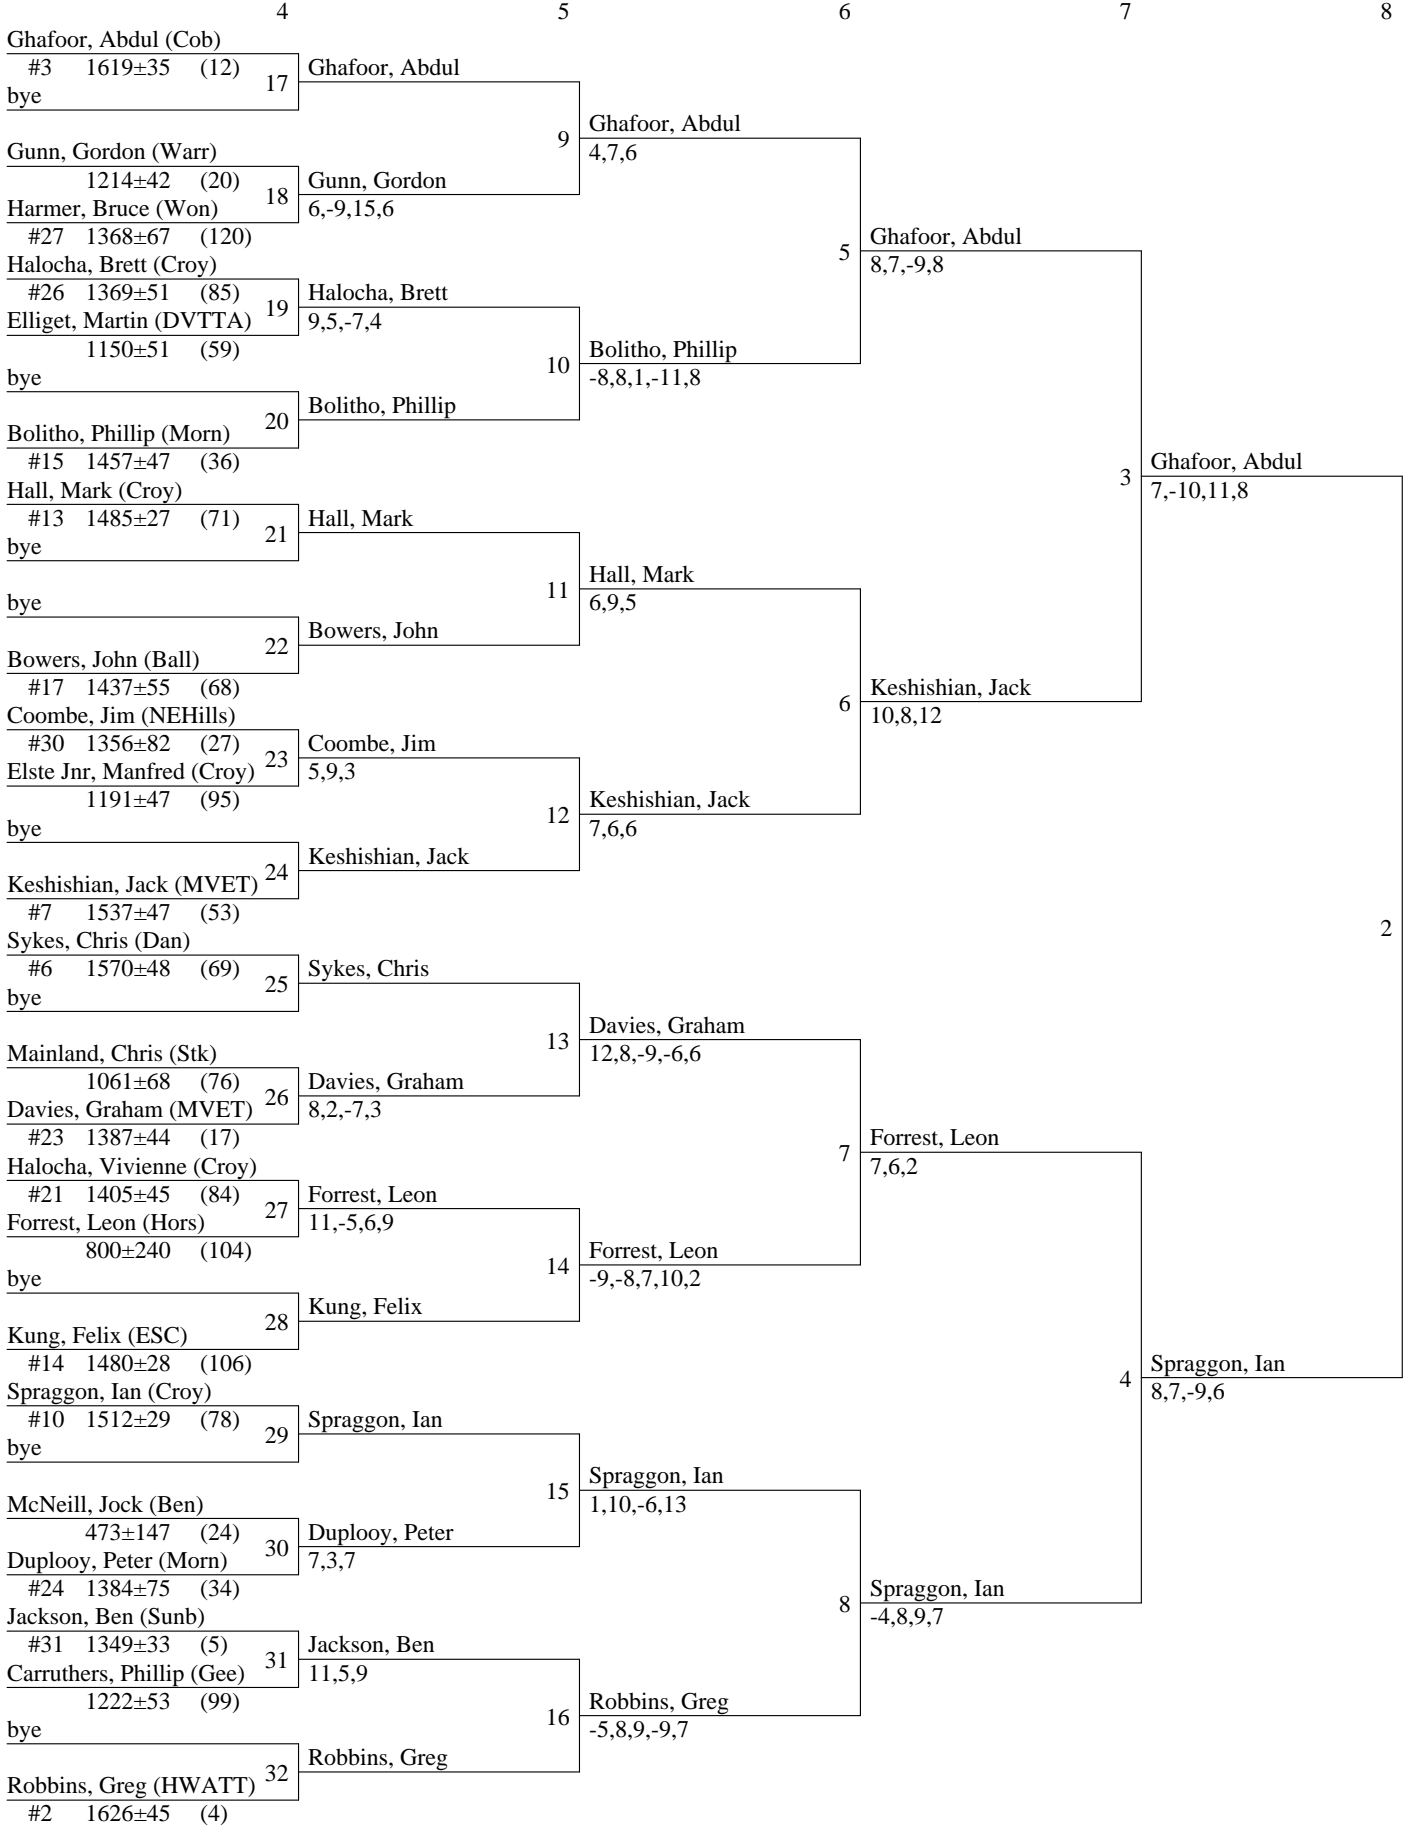 4 5 6 7 8
Ghafoor, Abdul (Cob)
#3 1619±35 (12)
17
Ghafoor, Abdul
bye
9
Ghafoor, Abdul
4,7,6
Gunn, Gordon (Warr)
1214±42 (20)
18
Gunn, Gordon
6,-9,15,6
Harmer, Bruce (Won)
#27 1368±67 (120)
5
Ghafoor, Abdul
8,7,-9,8
Halocha, Brett (Croy)
#26 1369±51 (85)
19
Halocha, Brett
9,5,-7,4
Elliget, Martin (DVTTA)
1150±51 (59)
10
Bolitho, Phillip
-8,8,1,-11,8
bye
20
Bolitho, Phillip
Bolitho, Phillip (Morn)
#15 1457±47 (36)
3
Ghafoor, Abdul
7,-10,11,8
Hall, Mark (Croy)
#13 1485±27 (71)
21
Hall, Mark
bye
11
Hall, Mark
6,9,5
bye
22
Bowers, John
Bowers, John (Ball)
#17 1437±55 (68)
6
Keshishian, Jack
10,8,12
Coombe, Jim (NEHills)
#30 1356±82 (27)
23
Coombe, Jim
5,9,3
Elste Jnr, Manfred (Croy)
1191±47 (95)
12
Keshishian, Jack
7,6,6
bye
24
Keshishian, Jack
Keshishian, Jack (MVET)
#7 1537±47 (53)
2
Sykes, Chris (Dan)
#6 1570±48 (69)
25
Sykes, Chris
bye
13
Davies, Graham
12,8,-9,-6,6
Mainland, Chris (Stk)
1061±68 (76)
26
Davies, Graham
8,2,-7,3
Davies, Graham (MVET)
#23 1387±44 (17)
7
Forrest, Leon
7,6,2
Halocha, Vivienne (Croy)
#21 1405±45 (84)
27
Forrest, Leon
11,-5,6,9
Forrest, Leon (Hors)
800±240 (104)
14
Forrest, Leon
-9,-8,7,10,2
bye
28
Kung, Felix
Kung, Felix (ESC)
#14 1480±28 (106)
4
Spraggon, Ian
8,7,-9,6
Spraggon, Ian (Croy)
#10 1512±29 (78)
29
Spraggon, Ian
bye
15
Spraggon, Ian
1,10,-6,13
McNeill, Jock (Ben)
473±147 (24)
30
Duplooy, Peter
7,3,7
Duplooy, Peter (Morn)
#24 1384±75 (34)
8
Spraggon, Ian
-4,8,9,7
Jackson, Ben (Sunb)
#31 1349±33 (5)
31
Jackson, Ben
11,5,9
Carruthers, Phillip (Gee)
1222±53 (99)
16
Robbins, Greg
-5,8,9,-9,7
bye
32
Robbins, Greg
Robbins, Greg (HWATT)
#2 1626±45 (4)